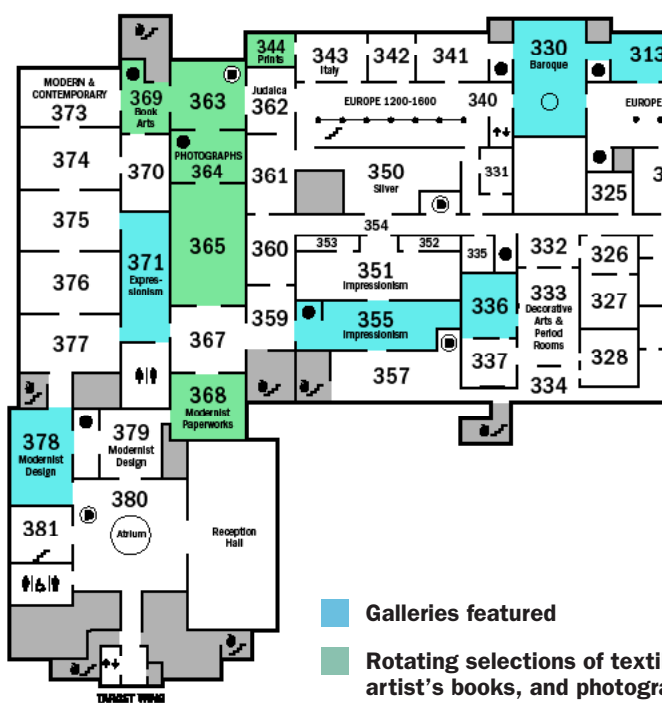 344
Prints
343
Italy
342
341
330
Baroque
313
MODERN &
CONTEMPORARY
373
369
Book
Arts
363
Judaica
362
EUROPE 1200-1600
340
EUROPE
374
370
PHOTOGRAPHS
364
361
350
Silver
331
325
375
371
Expres-
sionism
365
360
354
353
352
335
332
326
376
351
Impressionism
336
333
Decorative
Arts &
Period
Rooms
327
377
367
359
355
Impressionism
337
328
357
334
368
Modernist
Paperworks
378
Modernist
Design
379
Modernist
Design
380
381
Atrium
Reception
Hall
Galleries featured
Rotating selections of
artist's books, and
TARGET WING